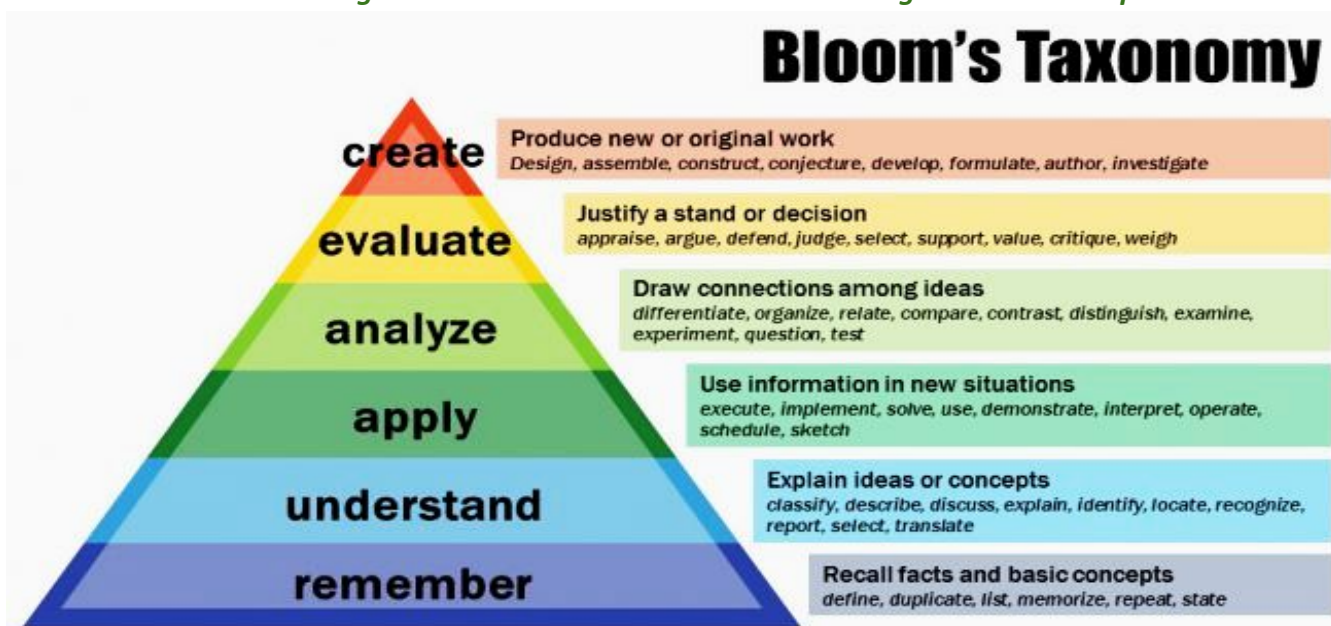 Bloom's Taxonomy
create
Produce new or original work
Design, assemble, construct, conjecture, develop, formulate, author, investigate
evaluate
Justify a stand or decision
appraise, argue, defend, judge, select, support, value, critique, weigh
analyze
Draw connections among ideas
differentiate, organize, relate, compare, contrast, distinguish, examine,
experiment, question, test
apply
Use information in new situations
execute, implement, solve, use, demonstrate, interpret, operate,
schedule, sketch
understand
Explain ideas or concepts
classify, describe, discuss, explain, identify, locate, recognize,
report, select, translate
remember
Recall facts and basic concepts
define, duplicate, list, memorize, repeat, state